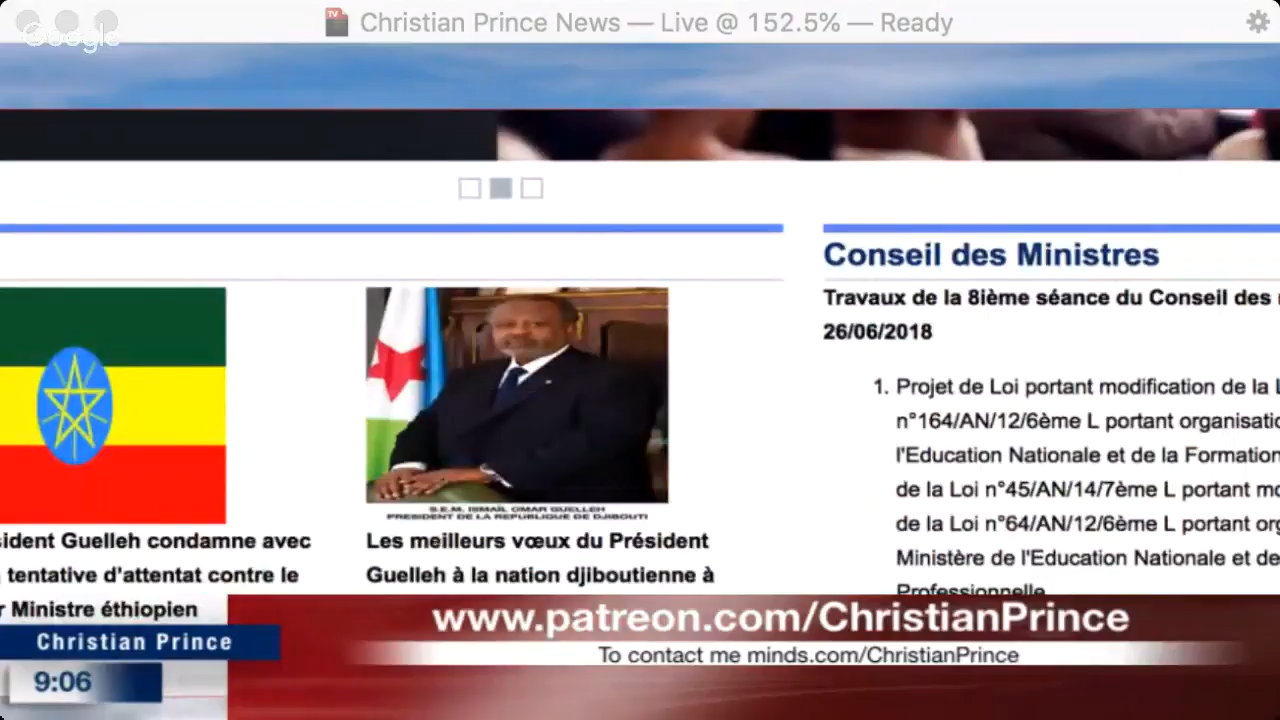 Google
Christian Prince News — Live @ 152.5% — Ready
TV
Conseil des Ministres
Travaux de la 8ième séance du Conseil des
26/06/2018
1. Projet de Loi portant modification de la L
n°164/AN/12/6ème L portant organisatio
l'Education Nationale et de la Formation
de la Loi n°45/AN/14/7ème L portant mo
de la Loi n°64/AN/12/6ème L portant org
Ministère de l'Education Nationale et de
Professionnelle
S.E.M. ISMAÏL OMAR GUELLEH
PRESIDENT DE LA REPUBLIQUE DE DJIBOUTI
sident Guelleh condamne avec
tentative d'attentat contre le
r Ministre éthiopien
Les meilleurs vœux du Président
Guelleh à la nation djiboutienne à
www.patreon.com/ChristianPrince
To contact me minds.com/ChristianPrince
Christian Prince
9:06